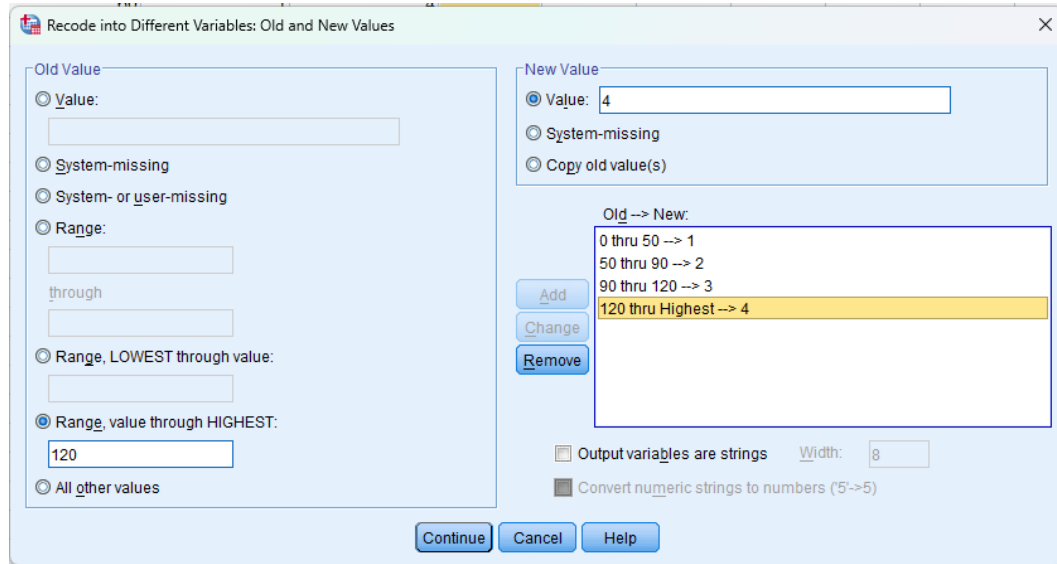 Recode into Different Variables: Old and New Values
Old Value
Value:
System-missing
System- or user-missing
Range:
through
Range, LOWEST through value:
Range, value through HIGHEST:
120
All other values
New Value
Value: 4
System-missing
Copy old value(s)
Old --> New:
0 thru 50 --> 1
50 thru 90 --> 2
90 thru 120 --> 3
120 thru Highest --> 4
Add
Change
Remove
Output variables are strings Width: 8
Convert numeric strings to numbers ('5'->5)
Continue Cancel Help